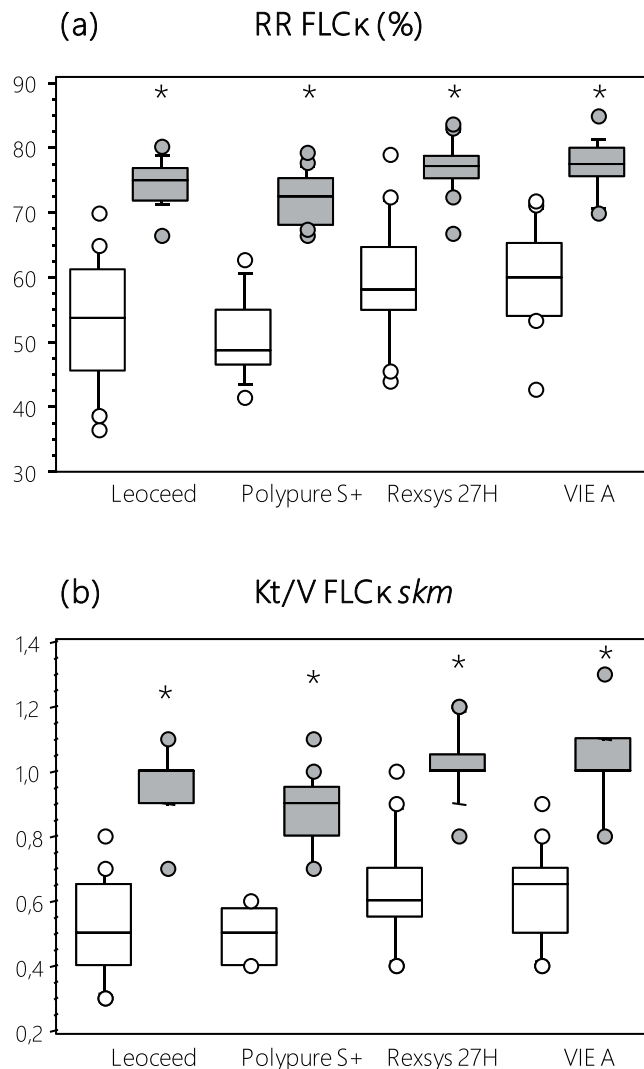 (a) RR FLCκ (%)
90
80
70
60
50
40
30
* * * *
Leoceed Polypure S+ Rexsys 27H VIE A
(b) Kt/V FLCκ skm
1,4
1,2
1,0
0,8
0,6
0,4
0,2
* * * *
Leoceed Polypure S+ Rexsys 27H VIE A